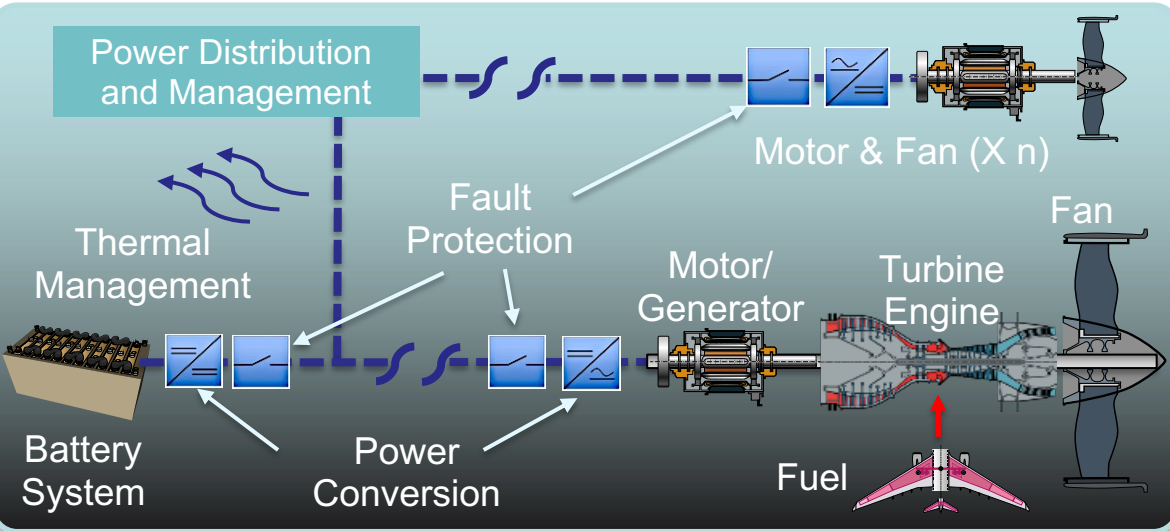 Power Distribution
and Management
Motor & Fan (X n)
Fault
Protection
Fan
Thermal
Management
Motor/
Generator
Turbine
Engine
Battery
System
Power
Conversion
Fuel